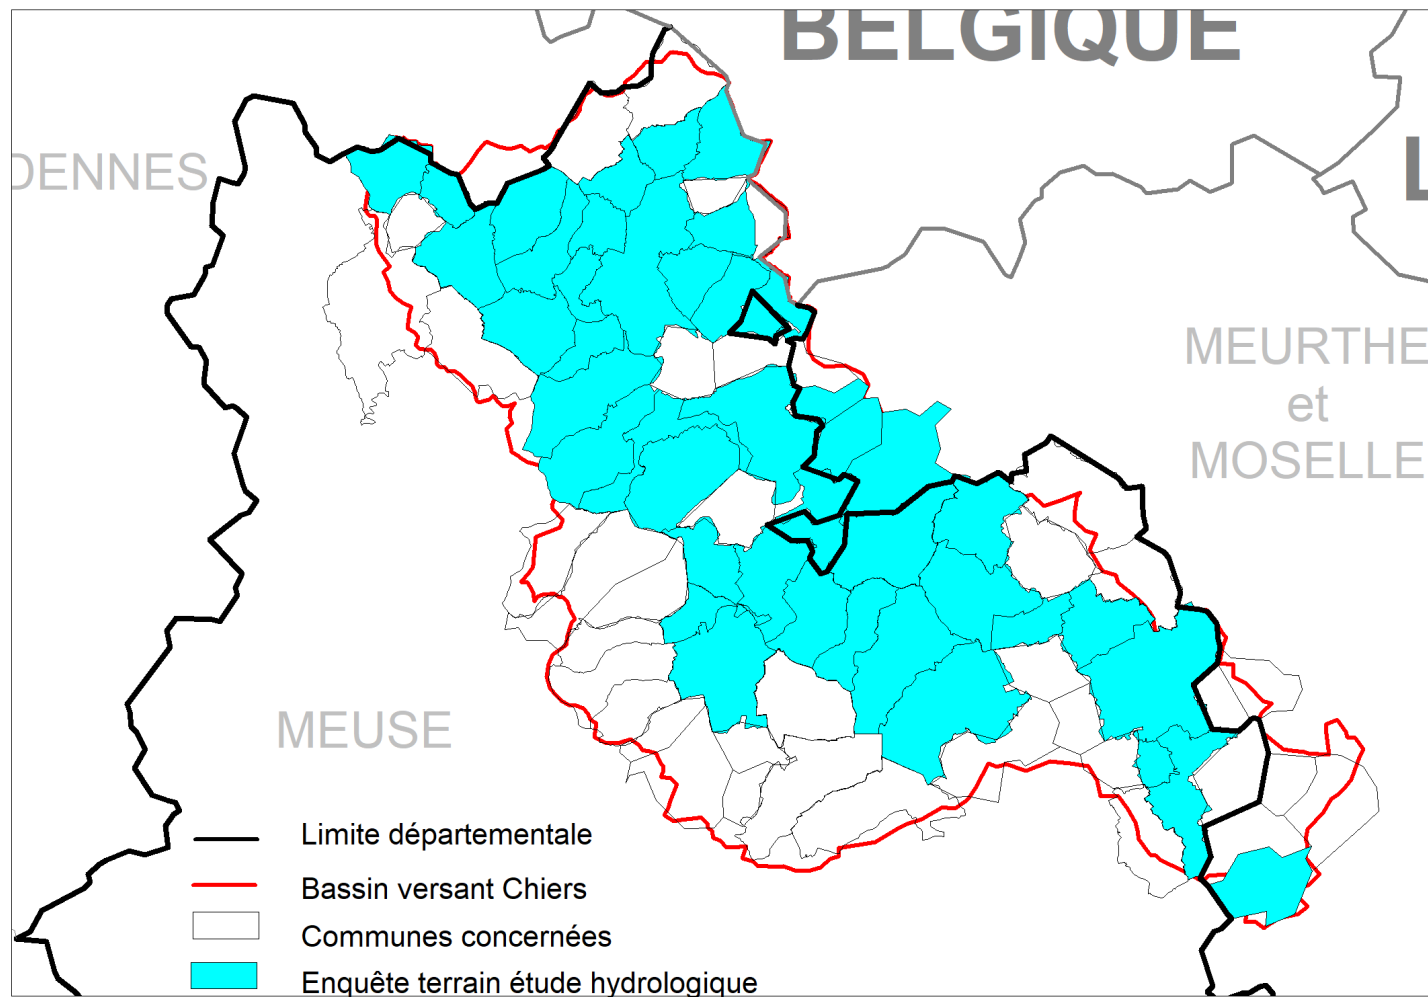 BELGIQUE
DENNES
L
MEURTHE
et
MOSELLE
MEUSE
Limite départementale
Bassin versant Chiers
Communes concernées
Enquête terrain étude hydrologique